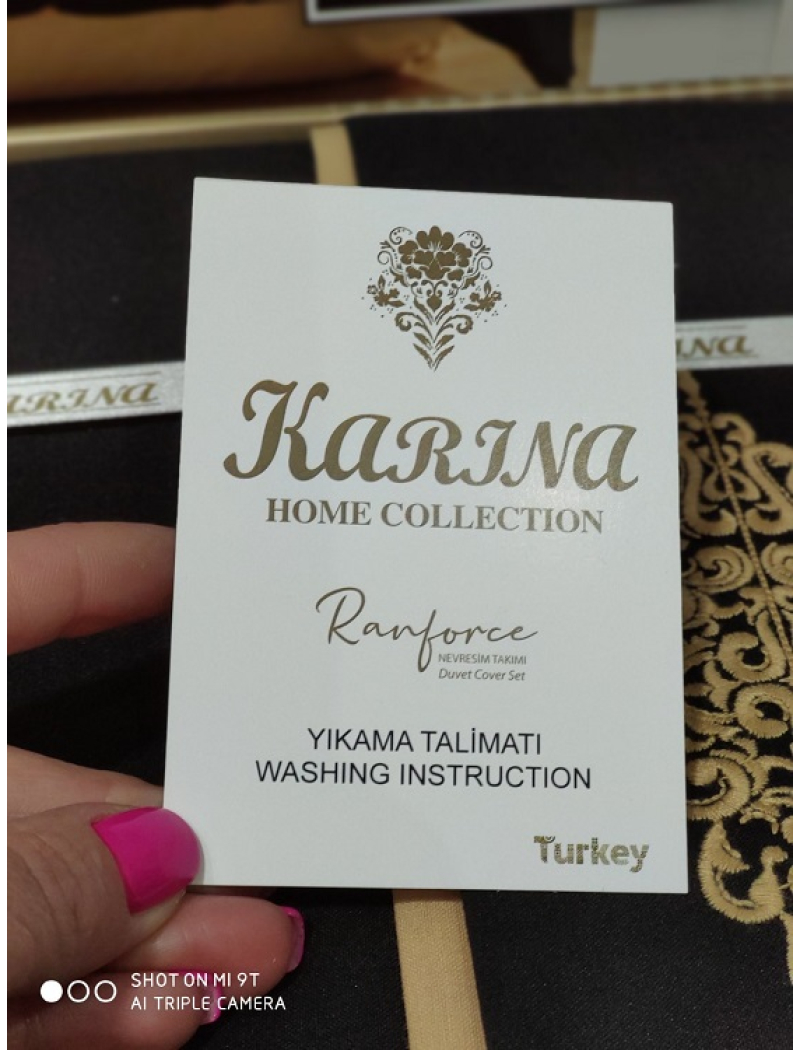 KARINA
HOME COLLECTION
Ranforce
NEVRESİM TAKIMI
Duvet Cover Set
YIKAMA TALİMATI
WASHING INSTRUCTION
Turkey
SHOT ON MI 9T
AI TRIPLE CAMERA